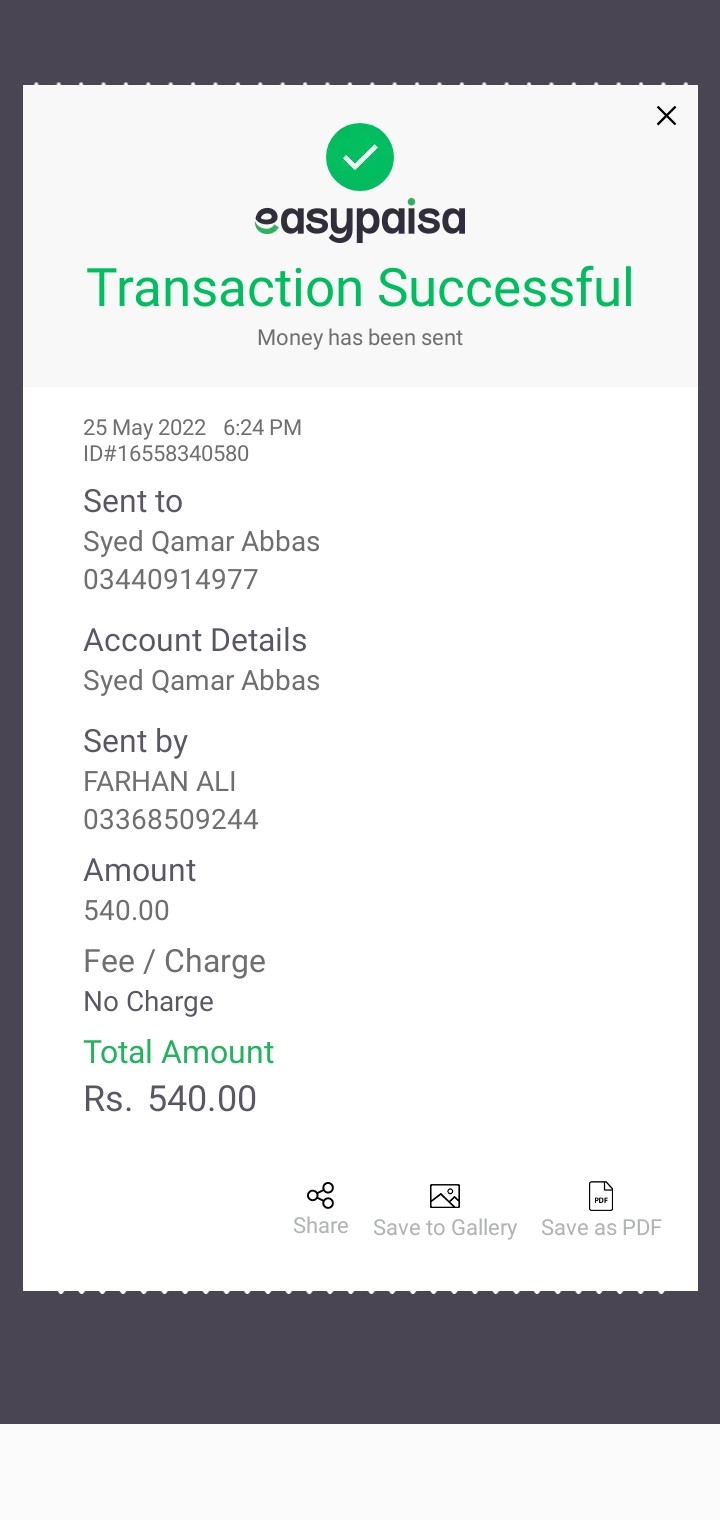 easypaisa
Transaction Successful
Money has been sent
25 May 2022 6:24 PM
ID#16558340580
Sent to
Syed Qamar Abbas
03440914977
Account Details
Syed Qamar Abbas
Sent by
FARHAN ALI
03368509244
Amount
540.00
Fee / Charge
No Charge
Total Amount
Rs. 540.00
PDF
Share Save to Gallery Save as PDF